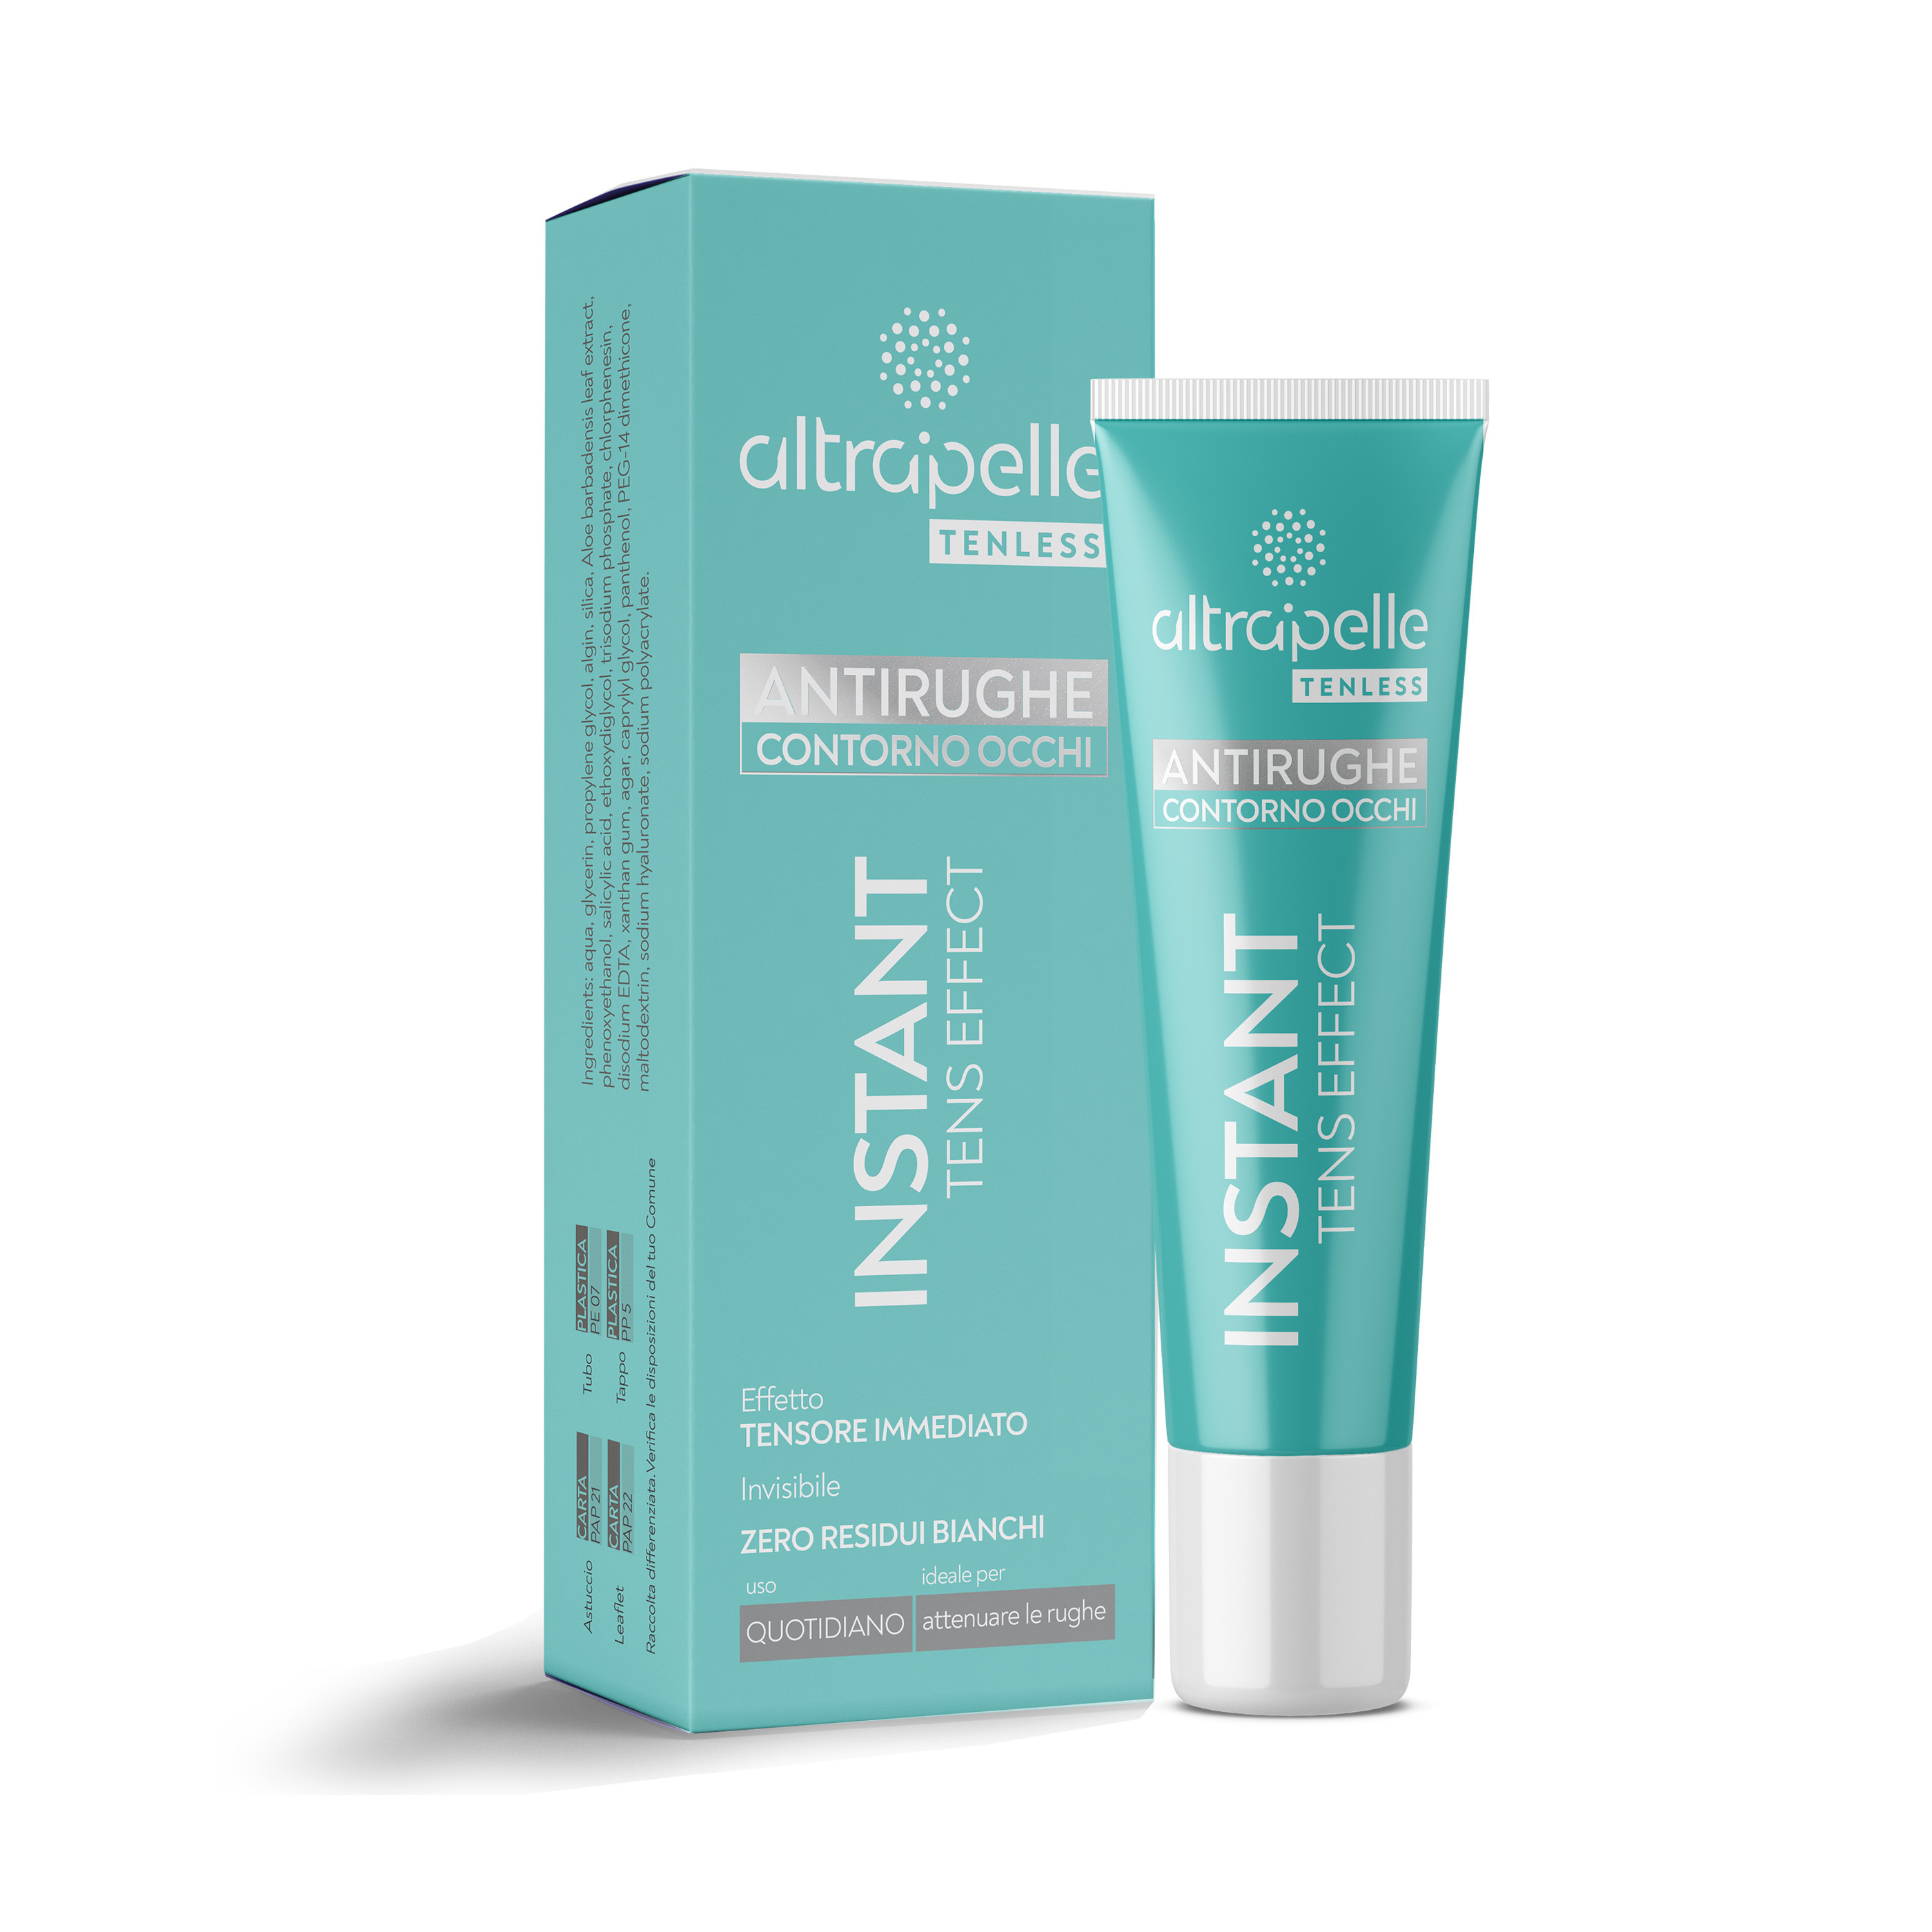 Ingredients: aqua, glycerin, propylene glycol, algin, silica, Aloe barbadensis leaf extract,
phenoxyethanol, salicylic acid, ethoxydiglycol, trisodium phosphate, chlorphenesin,
disodium EDTA, xanthan gum, agar, caprylyl glycol, panthenol, PEG-14 dimethicone,
maltodextrin, sodium hyaluronate, sodium polyacrylate.
Astuccio
CARTA
PAP 21
Tubo
PLASTICA
PE 07
Leaflet
CARTA
PAP 22
Tappo
PLASTICA
PP 5
Raccolta differenziata. Verifica le disposizioni del tuo Comune
altrapelle
TENLESS
ANTIRUGHE
CONTORNO OCCHI
INSTANT
TENS EFFECT
Effetto
TENSORE IMMEDIATO
Invisibile
ZERO RESIDUI BIANCHI
uso
QUOTIDIANO
ideale per
attenuare le rughe
altrapelle
TENLESS
ANTIRUGHE
CONTORNO OCCHI
INSTANT
TENS EFFECT